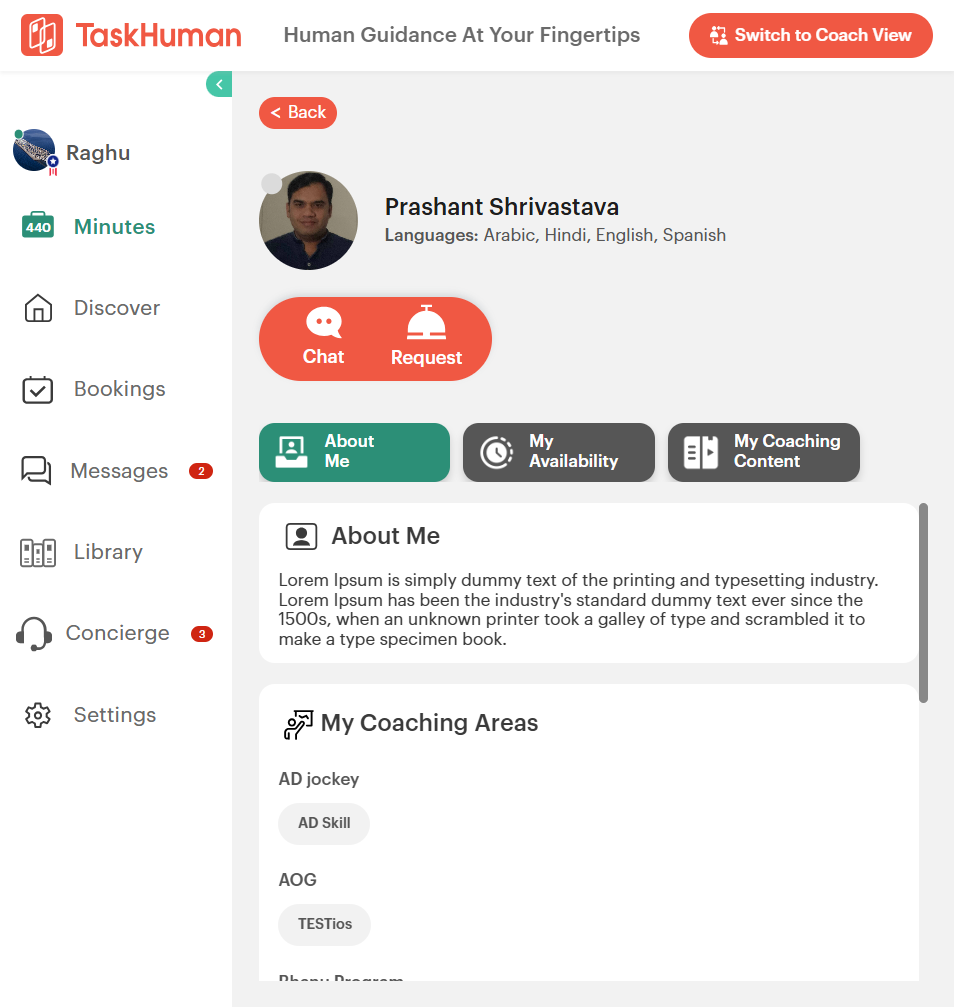 TaskHuman
Human Guidance At Your Fingertips
Switch to Coach View
Raghu
440
Minutes
Discover
Bookings
Messages
2
Library
Concierge
3
Settings
< Back
Prashant Shrivastava
Languages: Arabic, Hindi, English, Spanish
Chat
Request
About
Me
My
Availability
My Coaching
Content
About Me
Lorem Ipsum is simply dummy text of the printing and typesetting industry.
Lorem Ipsum has been the industry's standard dummy text ever since the
1500s, when an unknown printer took a galley of type and scrambled it to
make a type specimen book.
My Coaching Areas
AD jockey
AD Skill
AOG
TESTios
Bhanu Program